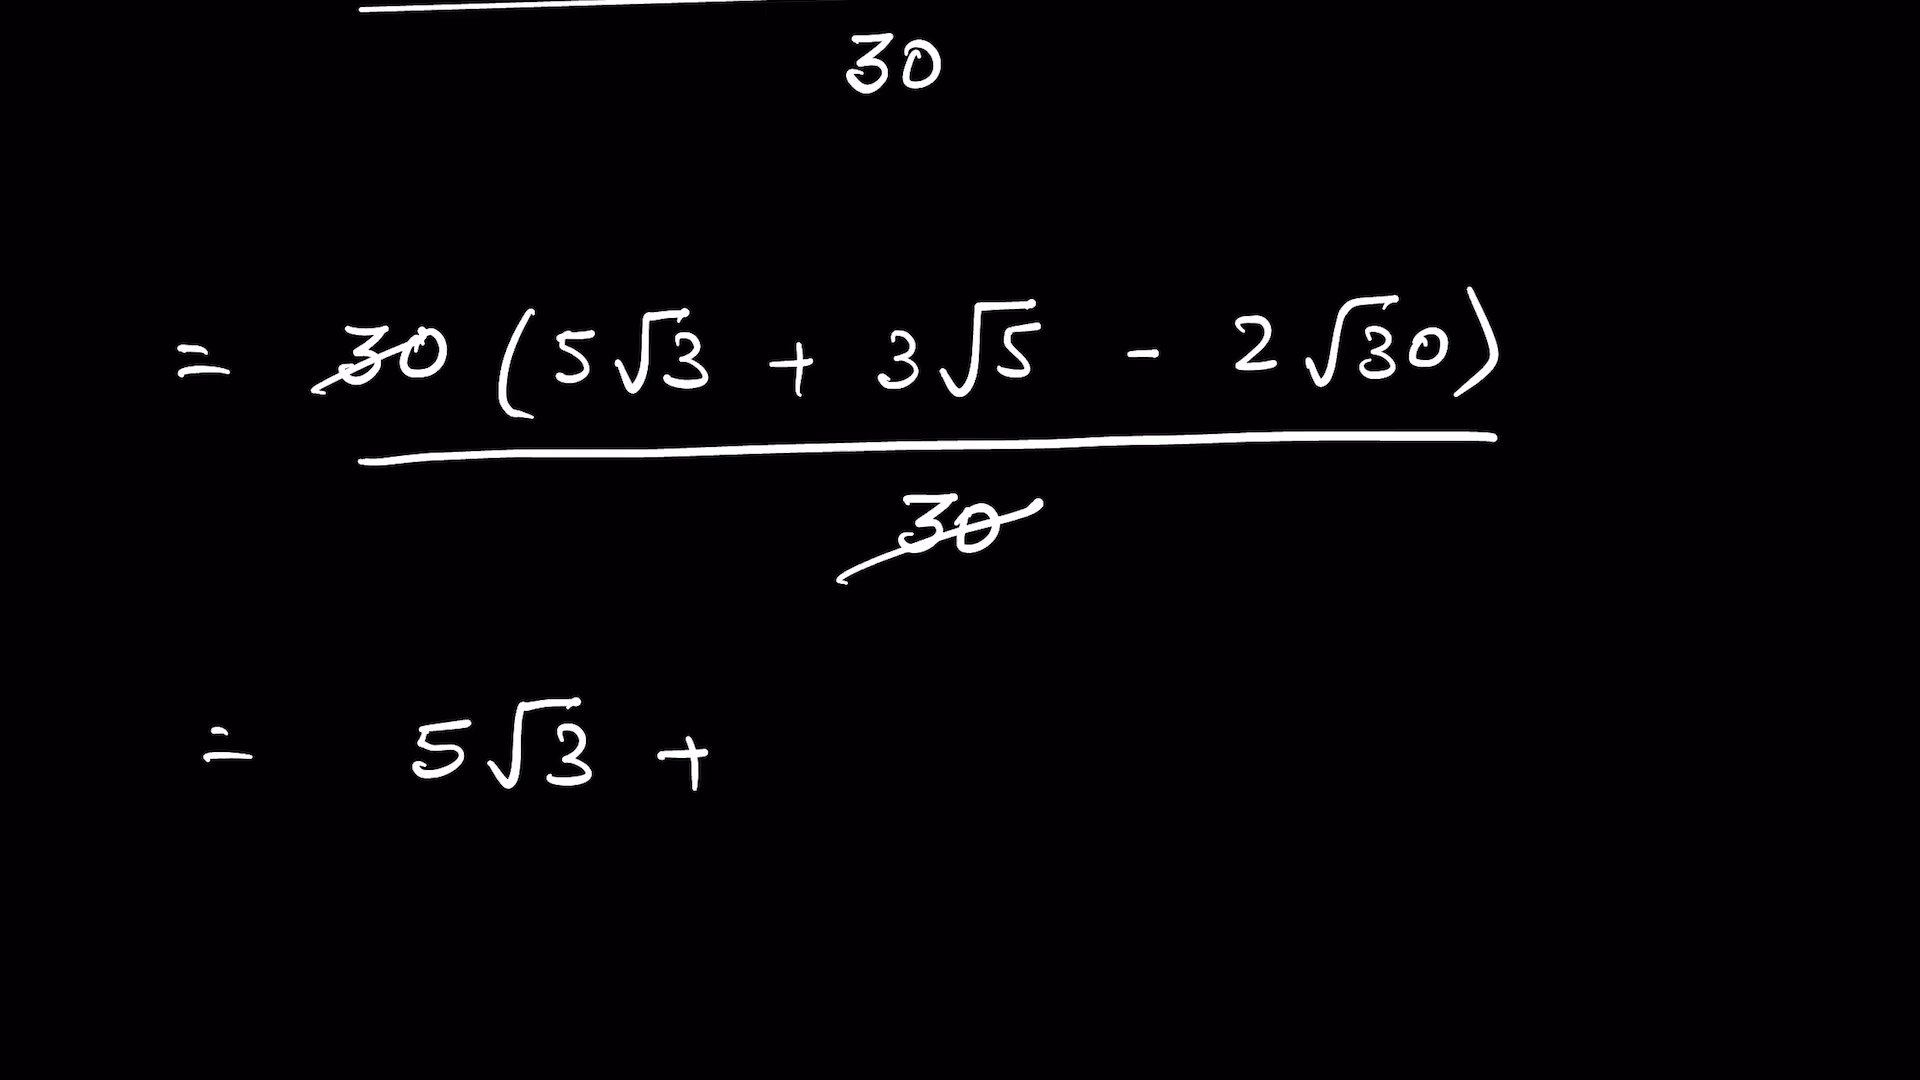 30
= 30 (5√3 + 3√5 - 2√30)
30
= 5√3 +